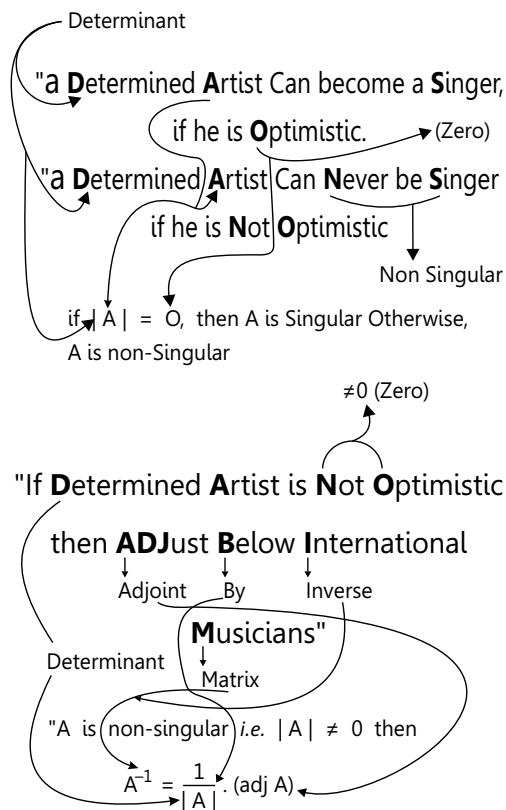 Determinant
"a Determined Artist Can become a Singer,
if he is Optimistic.
(Zero)
"a Determined Artist Can Never be Singer
if he is Not Optimistic
Non Singular
if |A| = O, then A is Singular Otherwise,
A is non-Singular
≠0 (Zero)
"If Determined Artist is Not Optimistic
then ADJust Below International
Adjoint By Inverse
Musicians"
Determinant
Matrix
"A is non-singular i.e. |A| ≠ 0 then
A⁻¹ = 1/|A| . (adj A)